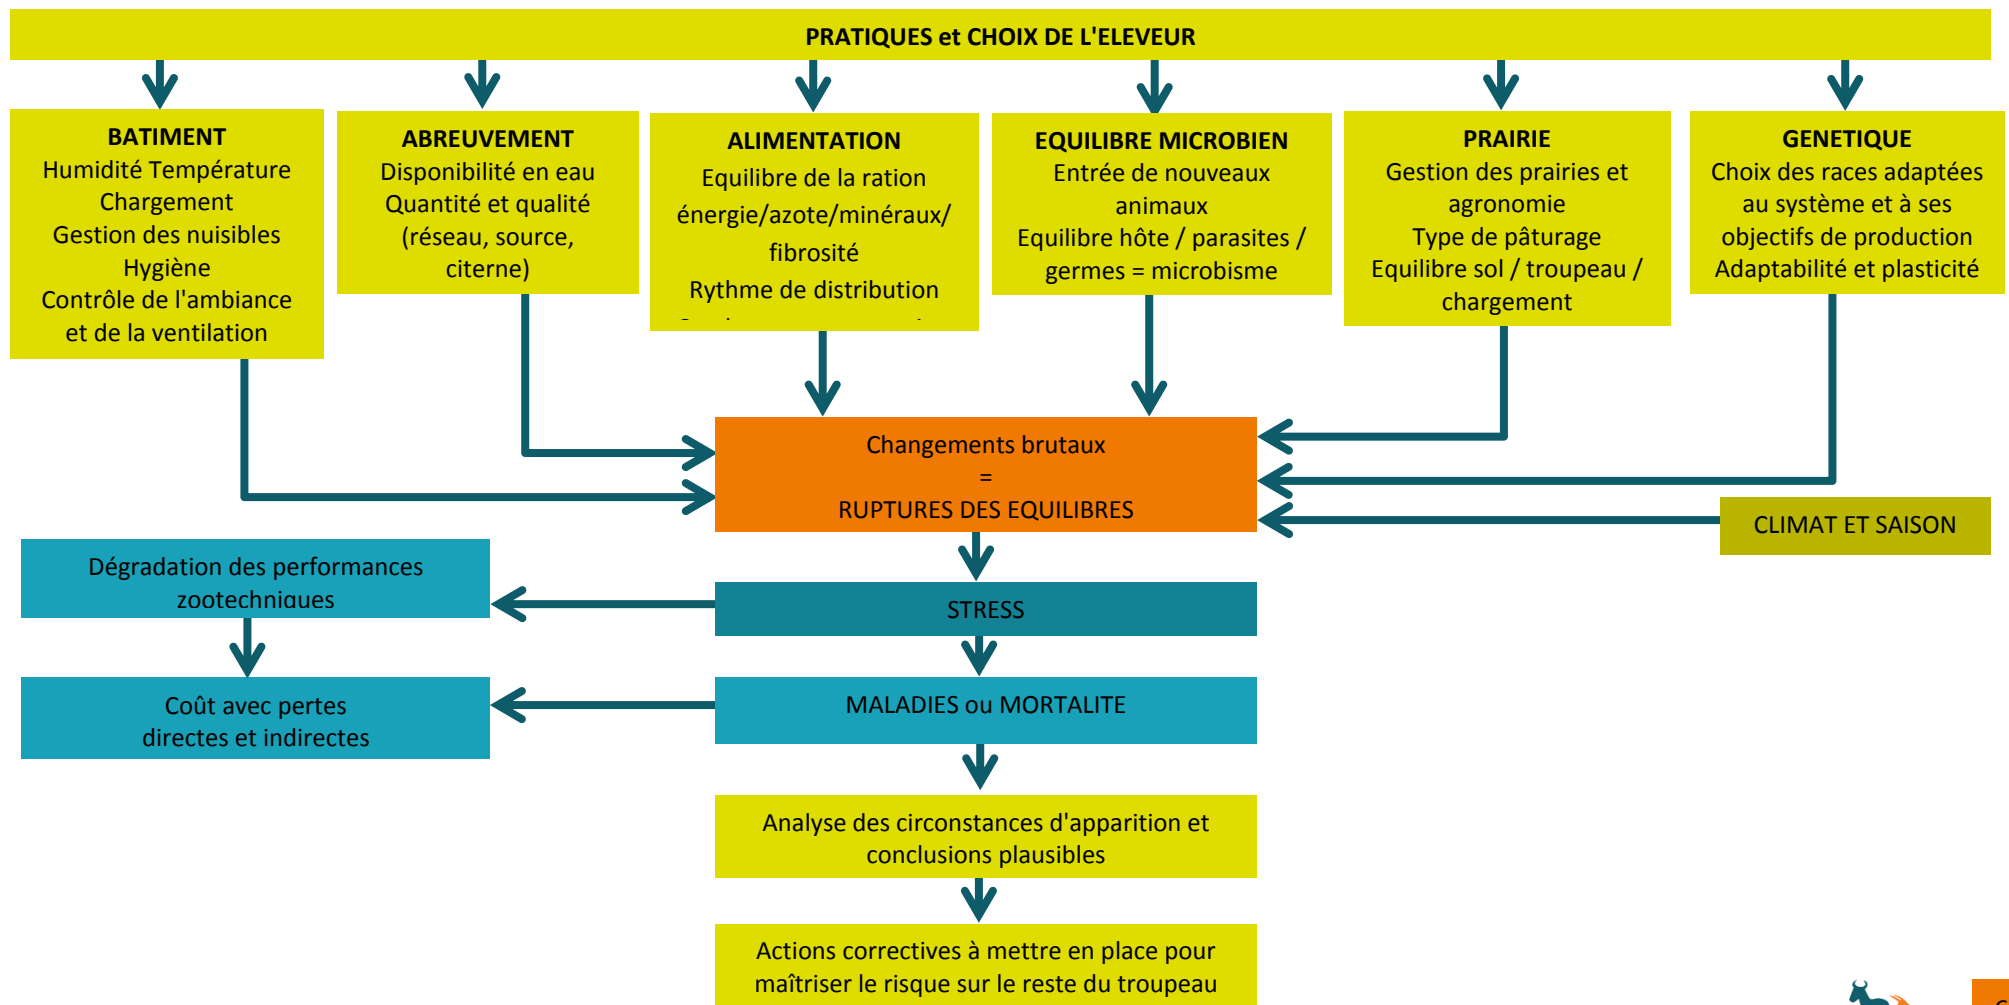 PRATIQUES et CHOIX DE L'ELEVEUR
BATIMENT
Humidité Température
Chargement
Gestion des nuisibles
Hygiène
Contrôle de l'ambiance
et de la ventilation
ABREUVEMENT
Disponibilité en eau
Quantité et qualité
(réseau, source,
citerne)
ALIMENTATION
Equilibre de la ration
énergie/azote/minéraux/
fibrosité
Rythme de distribution
EQUILIBRE MICROBIEN
Entrée de nouveaux
animaux
Equilibre hôte / parasites /
germes = microbisme
PRAIRIE
Gestion des prairies et
agronomie
Type de pâturage
Equilibre sol / troupeau /
chargement
GENETIQUE
Choix des races adaptées
au système et à ses
objectifs de production
Adaptabilité et plasticité
Changements brutaux
=
RUPTURES DES EQUILIBRES
CLIMAT ET SAISON
Dégradation des performances
zootechniques
STRESS
Coût avec pertes
directes et indirectes
MALADIES ou MORTALITE
Analyse des circonstances d'apparition et
conclusions plausibles
Actions correctives à mettre en place pour
maîtriser le risque sur le reste du troupeau